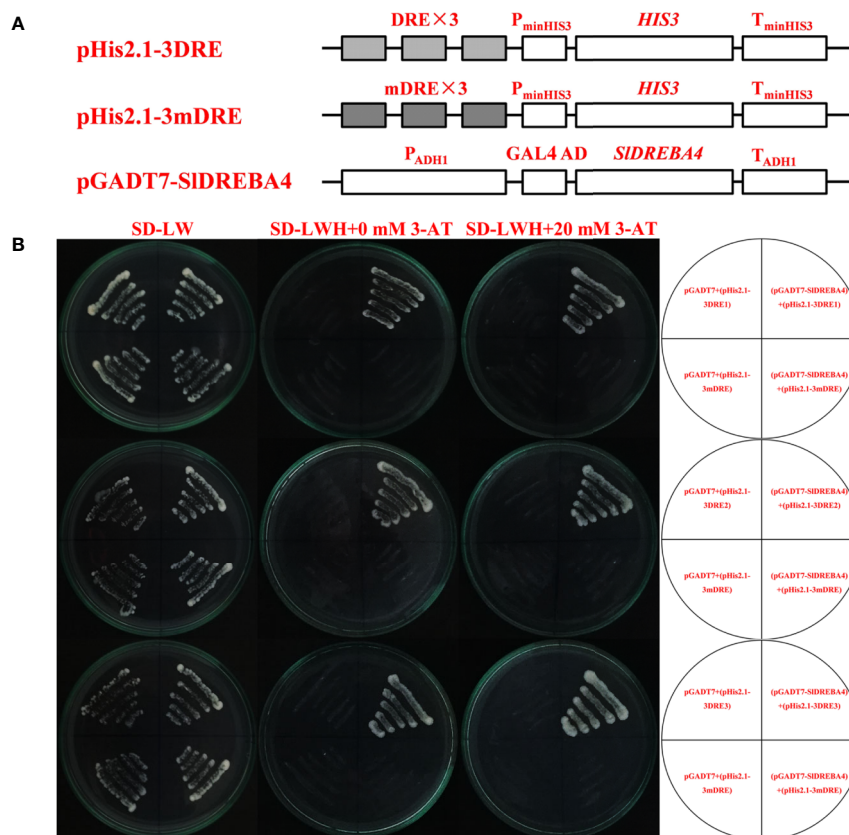 A
DRE×3 PminHIS3 HIS3 TminHIS3
pHis2.1-3DRE
mDRE×3 PminHIS3 HIS3 TminHIS3
pHis2.1-3mDRE
PADH1 GAL4 AD SlDREBA4 TADH1
pGADT7-SlDREBA4
B
SD-LW SD-LWH+0 mM 3-AT SD-LWH+20 mM 3-AT
pGADT7+(pHis2.1-
3DRE1)
(pGADT7-SlDREBA4)
+(pHis2.1-3DRE1)
pGADT7+(pHis2.1-
3mDRE)
(pGADT7-SlDREBA4)
+(pHis2.1-3mDRE)
pGADT7+(pHis2.1-
3DRE2)
(pGADT7-SlDREBA4)
+(pHis2.1-3DRE2)
pGADT7+(pHis2.1-
3mDRE)
(pGADT7-SlDREBA4)
+(pHis2.1-3mDRE)
pGADT7+(pHis2.1-
3DRE3)
(pGADT7-SlDREBA4)
+(pHis2.1-3DRE3)
pGADT7+(pHis2.1-
3mDRE)
(pGADT7-SlDREBA4)
+(pHis2.1-3mDRE)